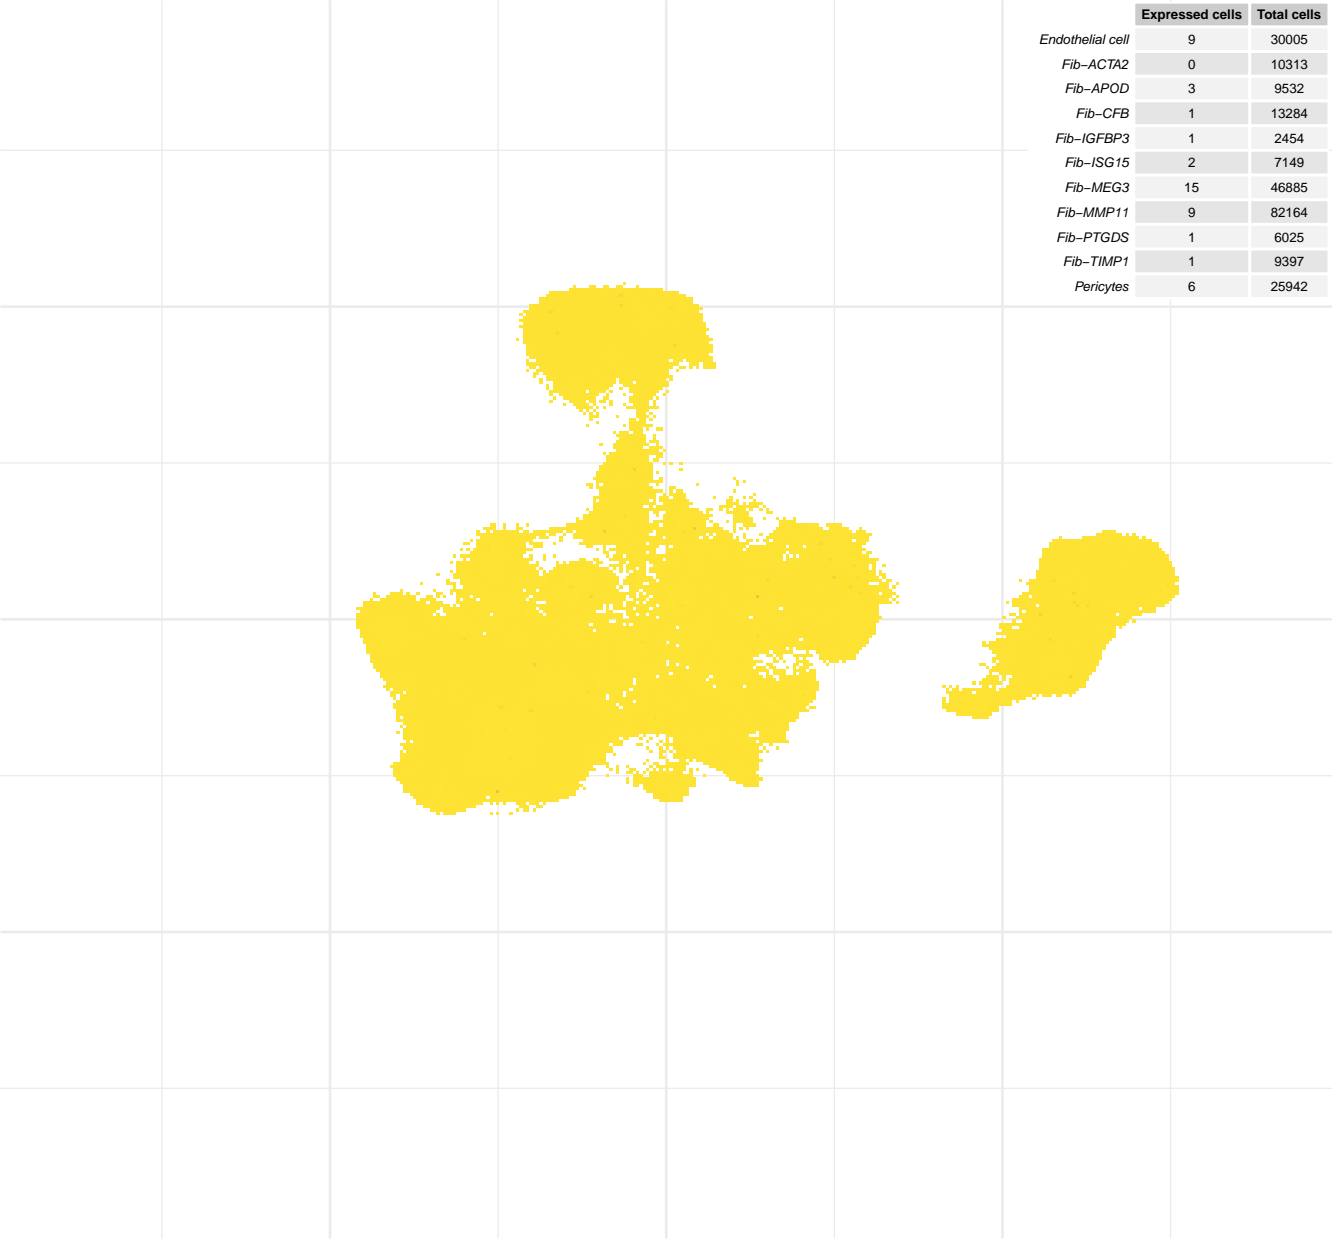 Expressed cells Total cells
Endothelial cell 9 30005
Fib−ACTA2 0 10313
Fib−APOD 3 9532
Fib−CFB 1 13284
Fib−IGFBP3 1 2454
Fib−ISG15 2 7149
Fib−MEG3 15 46885
Fib−MMP11 9 82164
Fib−PTGDS 1 6025
Fib−TIMP1 1 9397
Pericytes 6 25942